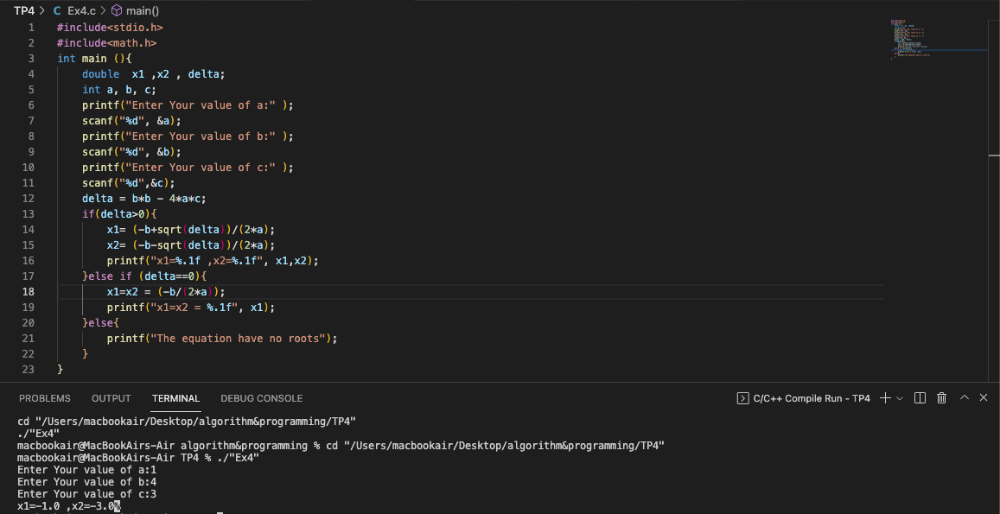 TP4 > C Ex4.c > main()
1 #include<stdio.h>
2 #include<math.h>
3 int main (){
4 double  x1 ,x2 , delta;
5 int a, b, c;
6 printf("Enter Your value of a:" );
7 scanf("%d", &a);
8 printf("Enter Your value of b:" );
9 scanf("%d", &b);
10 printf("Enter Your value of c:" );
11 scanf("%d",&c);
12 delta = b*b - 4*a*c;
13 if(delta>0){
14 x1= (-b+sqrt(delta))/(2*a);
15 x2= (-b-sqrt(delta))/(2*a);
16 printf("x1=%.1f ,x2=%.1f", x1,x2);
17 }else if (delta==0){
18 x1=x2 = (-b/(2*a));
19 printf("x1=x2 = %.1f", x1);
20 }else{
21 printf("The equation have no roots");
22 }
23 }
PROBLEMS OUTPUT TERMINAL DEBUG CONSOLE C/C++ Compile Run - TP4
cd "/Users/macbookair/Desktop/algorithm&programming/TP4"
./"Ex4"
macbookair@MacBookAirs-Air algorithm&programming % cd "/Users/macbookair/Desktop/algorithm&programming/TP4"
macbookair@MacBookAirs-Air TP4 % ./"Ex4"
Enter Your value of a:1
Enter Your value of b:4
Enter Your value of c:3
x1=-1.0 ,x2=-3.0%